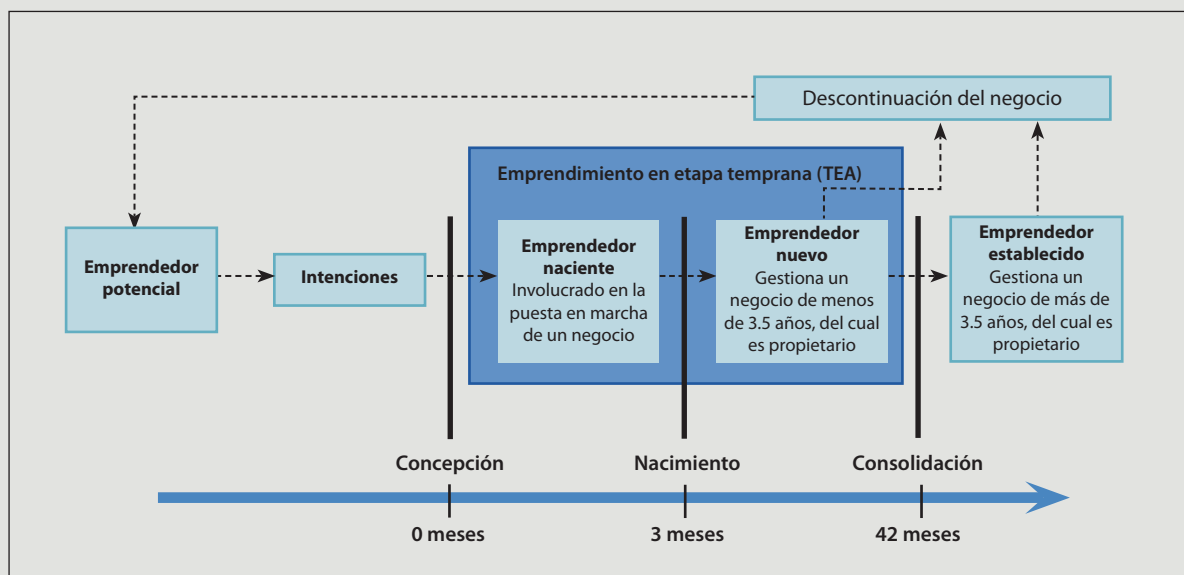 Descontinuación del negocio
Emprendimiento en etapa temprana (TEA)
Emprendedor
potencial
Intenciones
Emprendedor
naciente
Involucrado en la
puesta en marcha
de un negocio
Emprendedor
nuevo
Gestiona un
negocio de menos
de 3.5 años, del cual
es propietario
Emprendedor
establecido
Gestiona un
negocio de más de
3.5 años, del cual es
propietario
Concepción
Nacimiento
Consolidación
0 meses
3 meses
42 meses